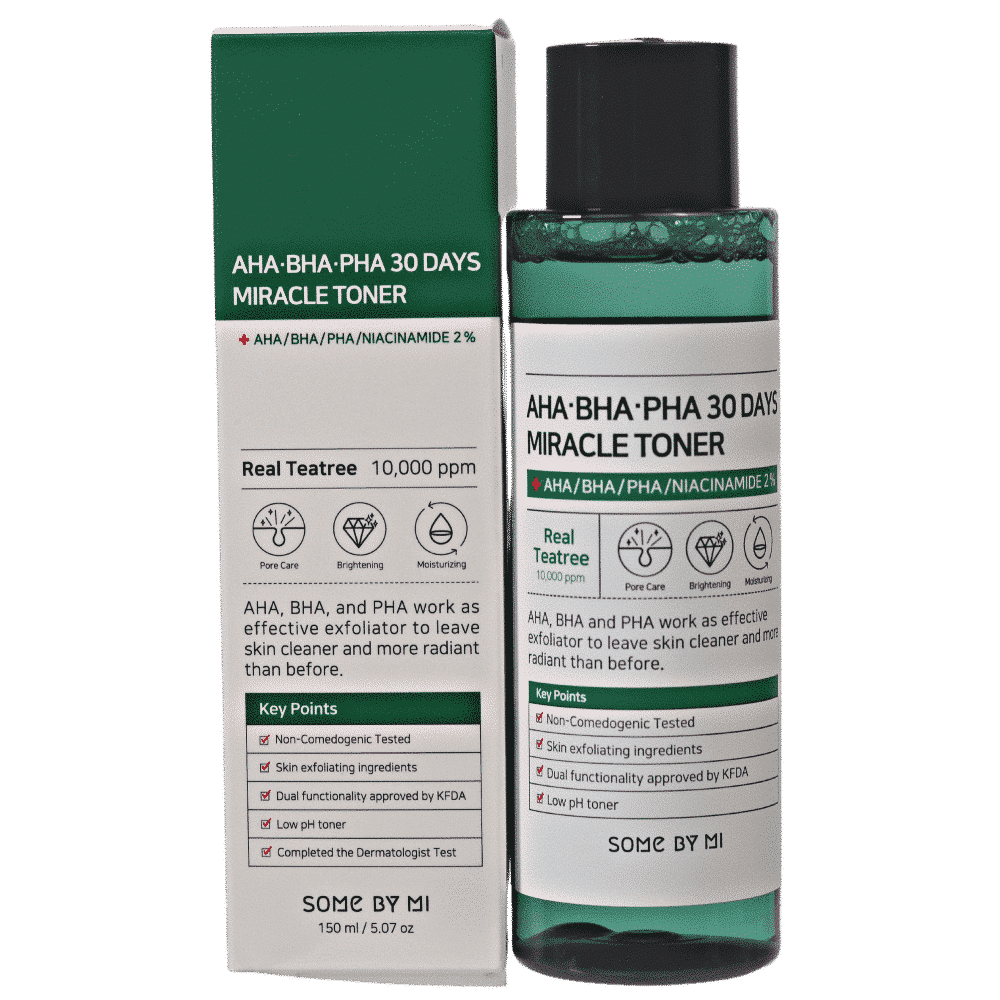 AHA·BHA·PHA 30 DAYS
MIRACLE TONER
AHA/BHA/PHA/NIACINAMIDE 2%
Real Teatree 10,000 ppm
Pore Care Brightening Moisturizing
AHA, BHA, and PHA work as
effective exfoliator to leave
skin cleaner and more radiant
than before.
Key Points
Non-Comedogenic Tested
Skin exfoliating ingredients
Dual functionality approved by KFDA
Low pH toner
Completed the Dermatologist Test
SOME BY MI
150 ml / 5.07 oz
AHA·BHA·PHA 30 DAYS
MIRACLE TONER
AHA/BHA/PHA/NIACINAMIDE 2%
Real
Teatree
10,000 ppm
Pore Care Brightening Moisturizing
AHA, BHA and PHA work as effective
exfoliator to leave skin cleaner and more
radiant than before.
Key Points
Non-Comedogenic Tested
Skin exfoliating ingredients
Dual functionality approved by KFDA
Low pH toner
SOME BY MI